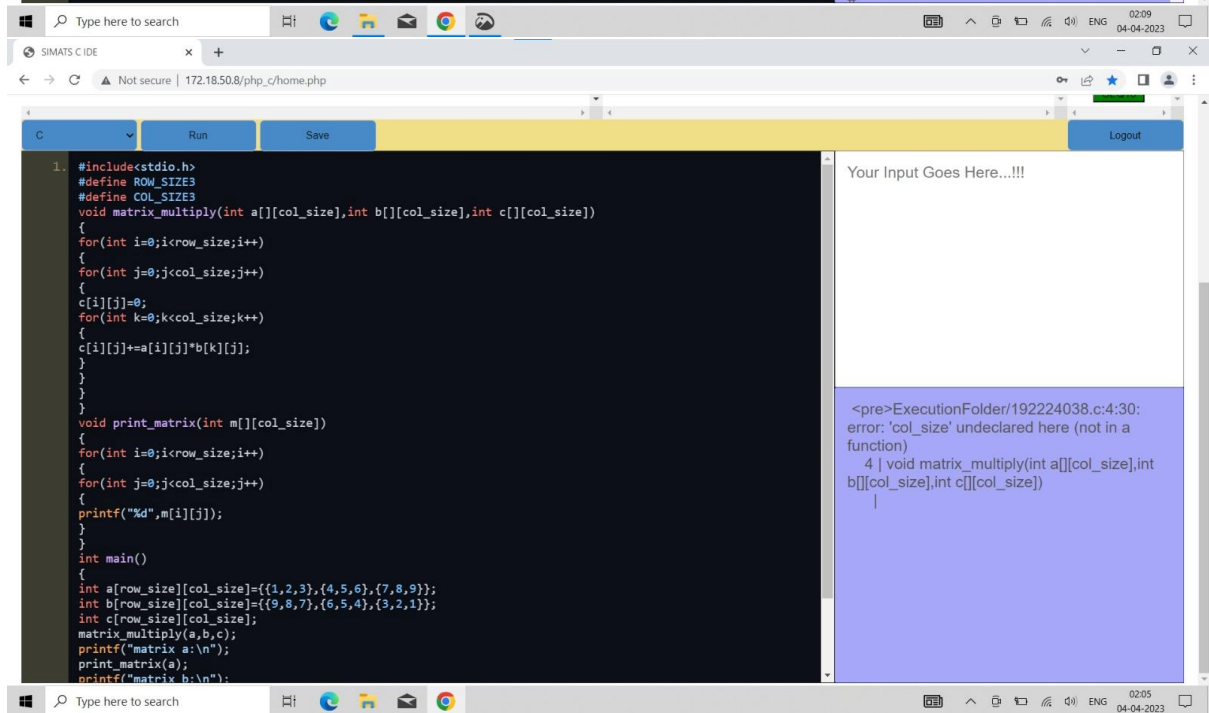 Type here to search
ENG
02:09
04-04-2023
SIMATS C IDE
Not secure | 172.18.50.8/php_c/home.php
C
Run
Save
Logout
1. #include<stdio.h>
#define ROW_SIZE3
#define COL_SIZE3
void matrix_multiply(int a[][col_size],int b[][col_size],int c[][col_size])
{
for(int i=0;i<row_size;i++)
{
for(int j=0;j<col_size;j++)
{
c[i][j]=0;
for(int k=0;k<col_size;k++)
{
c[i][j]+=a[i][j]*b[k][j];
}
}
}
}
void print_matrix(int m[][col_size])
{
for(int i=0;i<row_size;i++)
{
for(int j=0;j<col_size;j++)
{
printf("%d",m[i][j]);
}
}
int main()
{
int a[row_size][col_size]={{1,2,3},{4,5,6},{7,8,9}};
int b[row_size][col_size]={{9,8,7},{6,5,4},{3,2,1}};
int c[row_size][col_size];
matrix_multiply(a,b,c);
printf("matrix a:\n");
print_matrix(a);
printf("matrix b:\n");
Your Input Goes Here...!!!
<pre>ExecutionFolder/192224038.c:4:30:
error: 'col_size' undeclared here (not in a
function)
4 | void matrix_multiply(int a[][col_size],int
b[][col_size],int c[][col_size])
|
Type here to search
ENG
02:05
04-04-2023